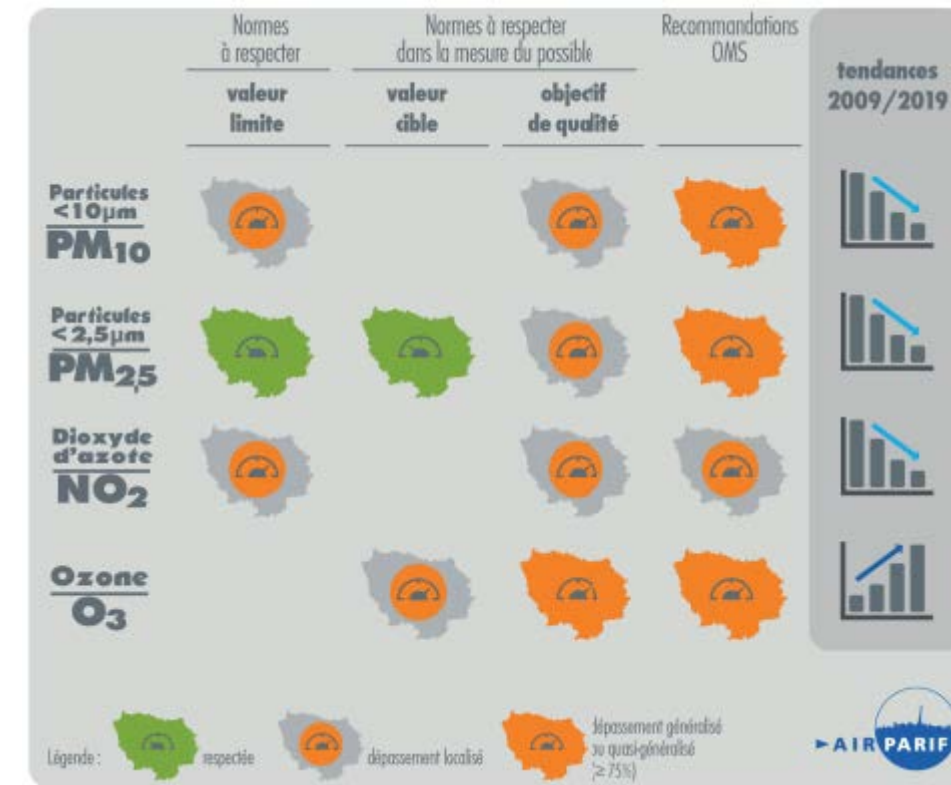 Normes
à respecter
Normes à respecter
dans la mesure du possible
Recommandations
OMS
tendances
2009/2019
valeur
limite
valeur
cible
objectif
de qualité
Particules
<10µm
PM10
Particules
<2,5µm
PM2,5
Dioxyde
d'azote
NO2
Ozone
O3
Légende :
respectée
dépassement localisé
dépassement généralisé
ou quasi-généralisé
(≥ 75%)
AIRPARIF